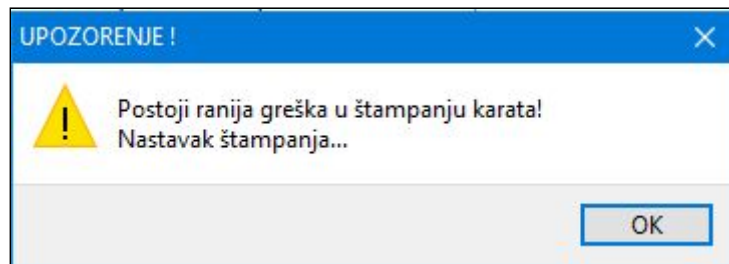 UPOZORENJE !
Postoji ranija greška u štampanju karata!
Nastavak štampanja...
OK